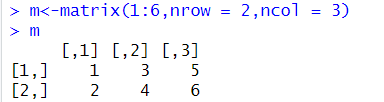 > m<-matrix(1:6,nrow = 2,ncol = 3)
> m
     [,1] [,2] [,3]
[1,]    1    3    5
[2,]    2    4    6